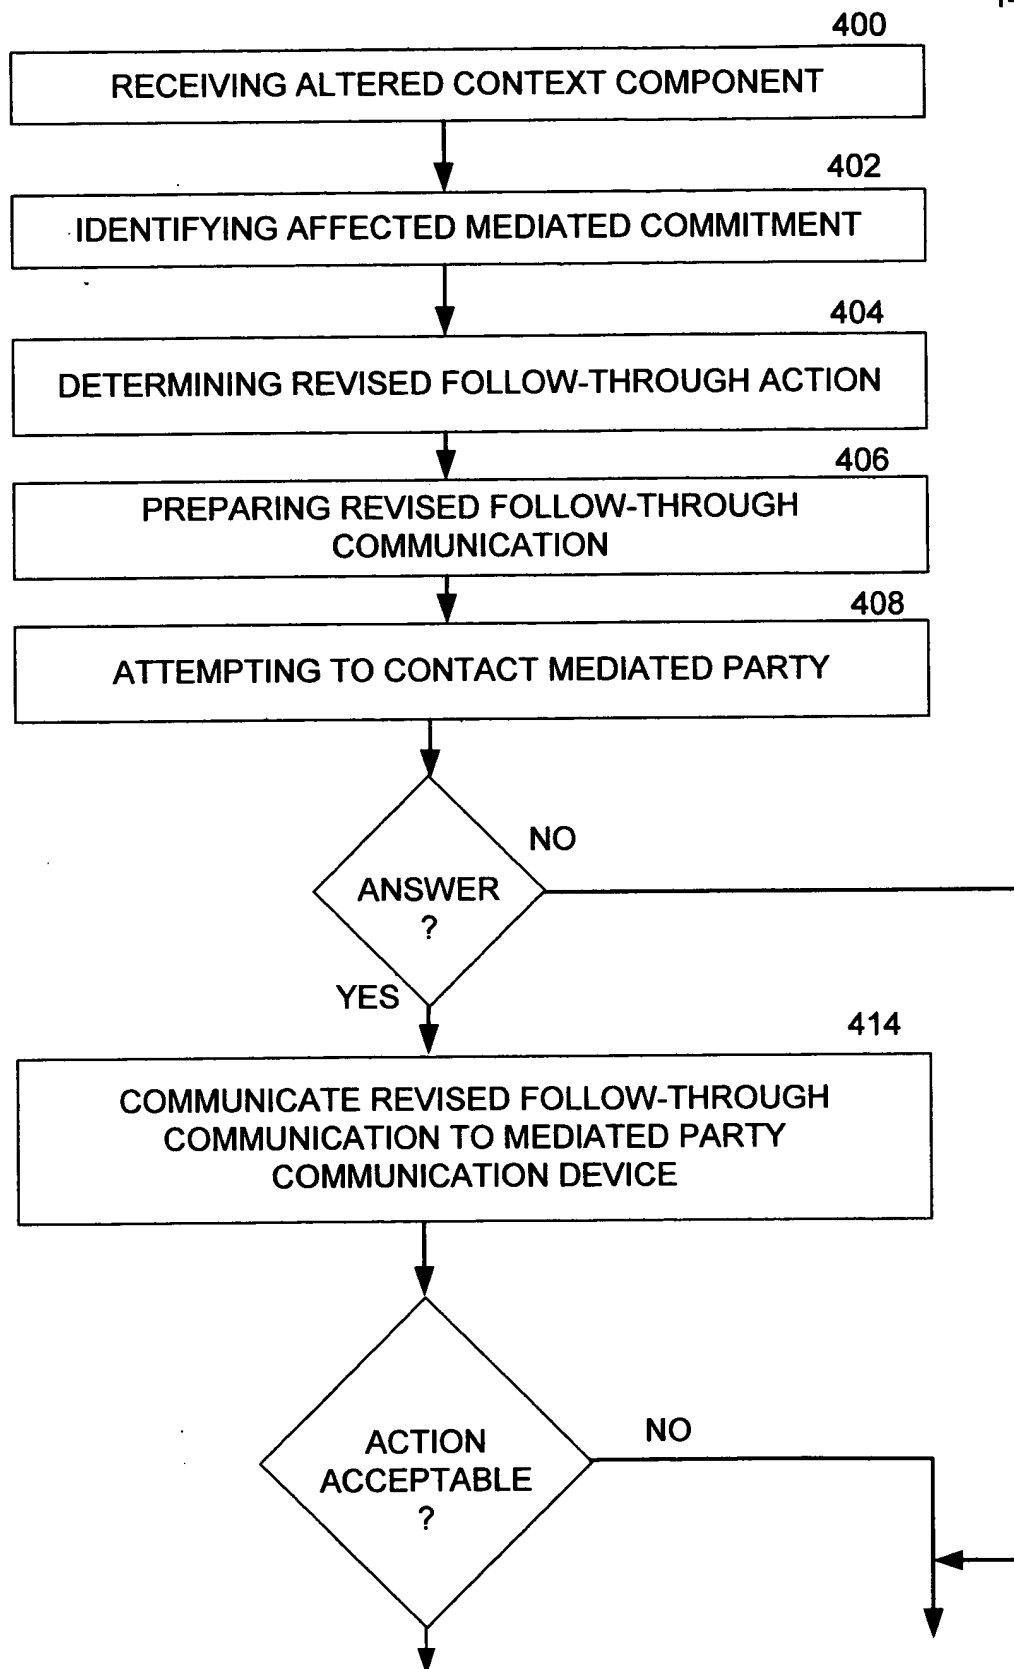 400
RECEIVING ALTERED CONTEXT COMPONENT
402
IDENTIFYING AFFECTED MEDIATED COMMITMENT
404
DETERMINING REVISED FOLLOW-THROUGH ACTION
406
PREPARING REVISED FOLLOW-THROUGH
COMMUNICATION
408
ATTEMPTING TO CONTACT MEDIATED PARTY
NO
ANSWER
?
YES
414
COMMUNICATE REVISED FOLLOW-THROUGH
COMMUNICATION TO MEDIATED PARTY
COMMUNICATION DEVICE
NO
ACTION
ACCEPTABLE
?